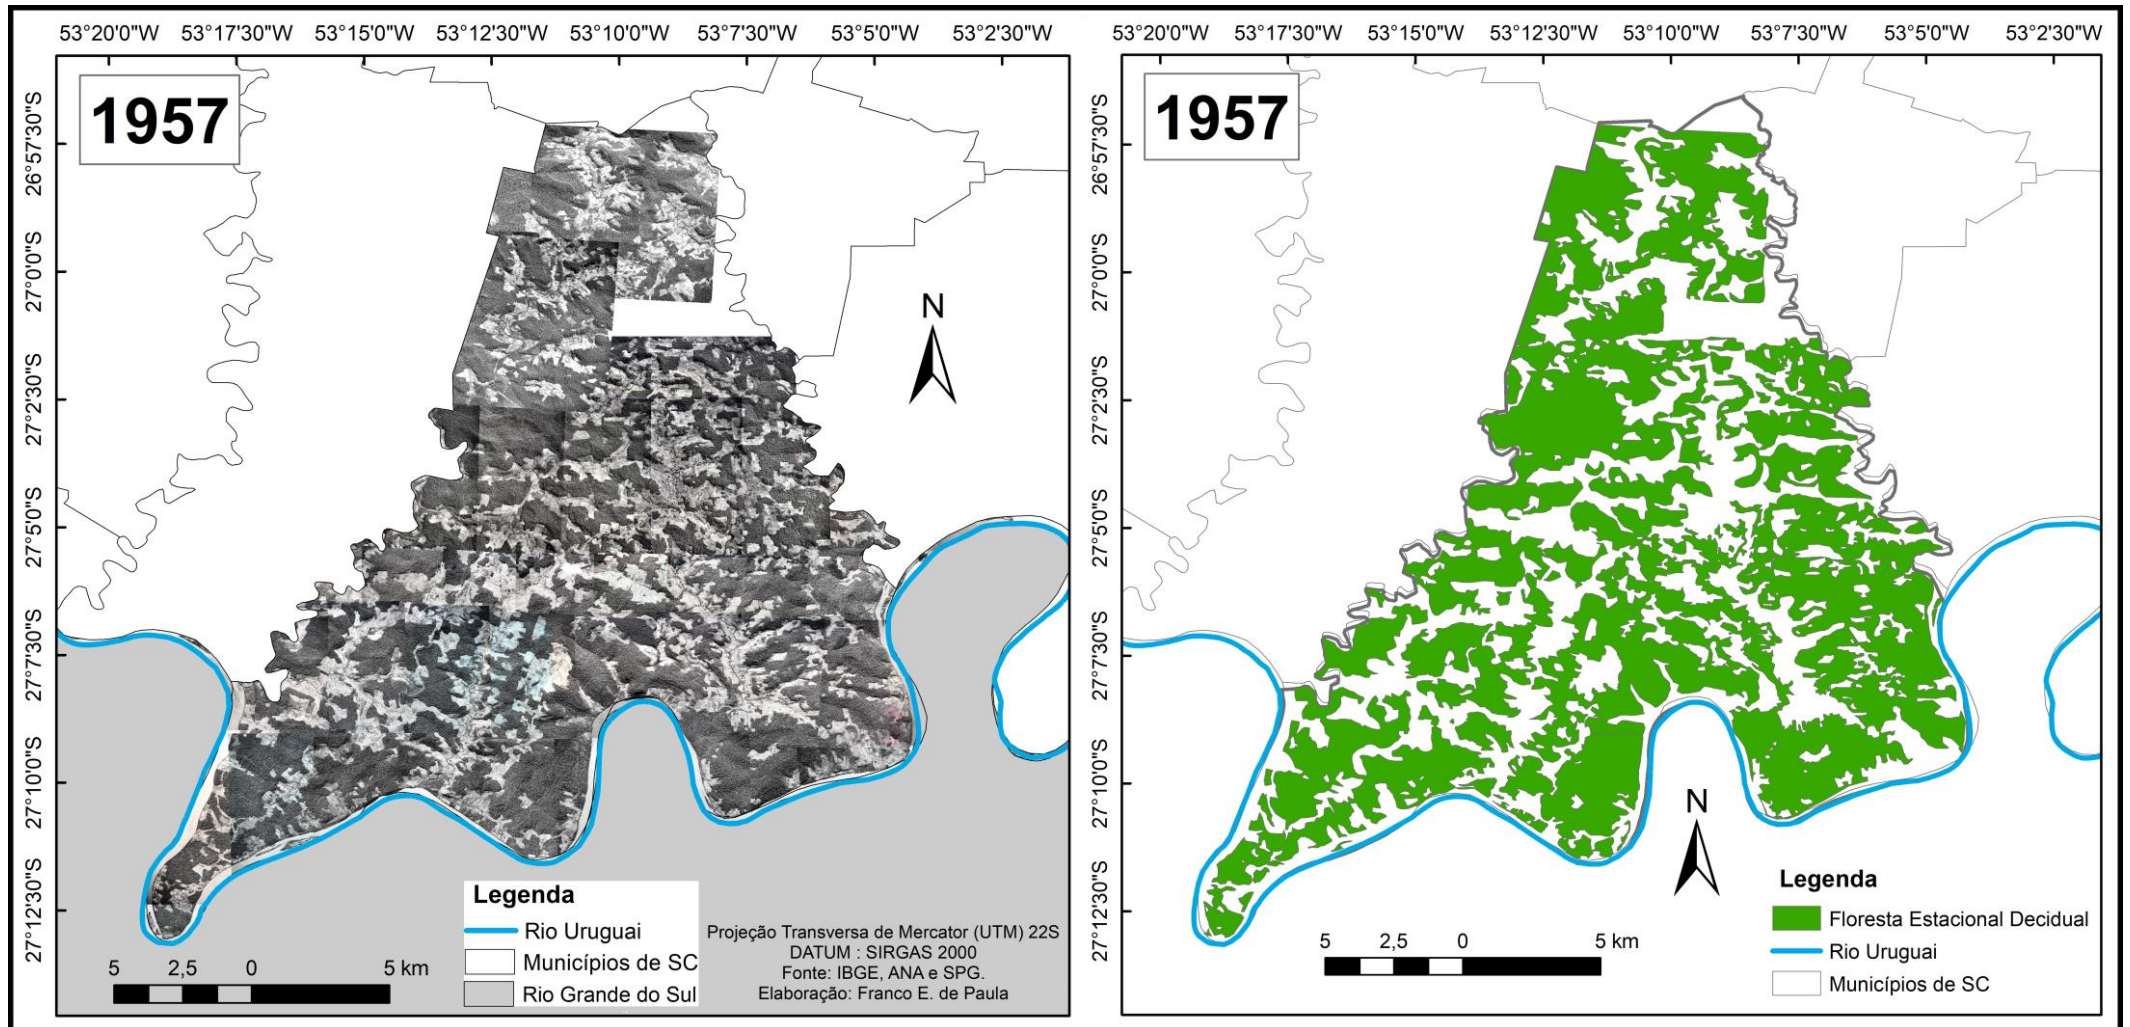 53°20'0"W 53°17'30"W 53°15'0"W 53°12'30"W 53°10'0"W 53°7'30"W 53°5'0"W 53°2'30"W
1957
26°57'30"S
27°0'0"S
27°2'30"S
27°5'0"S
27°7'30"S
27°10'0"S
27°12'30"S
N
Legenda
Rio Uruguai
Municípios de SC
Rio Grande do Sul
Projeção Transversa de Mercator (UTM) 22S
DATUM : SIRGAS 2000
Fonte: IBGE, ANA e SPG.
Elaboração: Franco E. de Paula
5 2,5 0 5 km
53°20'0"W 53°17'30"W 53°15'0"W 53°12'30"W 53°10'0"W 53°7'30"W 53°5'0"W 53°2'30"W
1957
26°57'30"S
27°0'0"S
27°2'30"S
27°5'0"S
27°7'30"S
27°10'0"S
27°12'30"S
N
Legenda
Floresta Estacional Decidual
Rio Uruguai
Municípios de SC
5 2,5 0 5 km